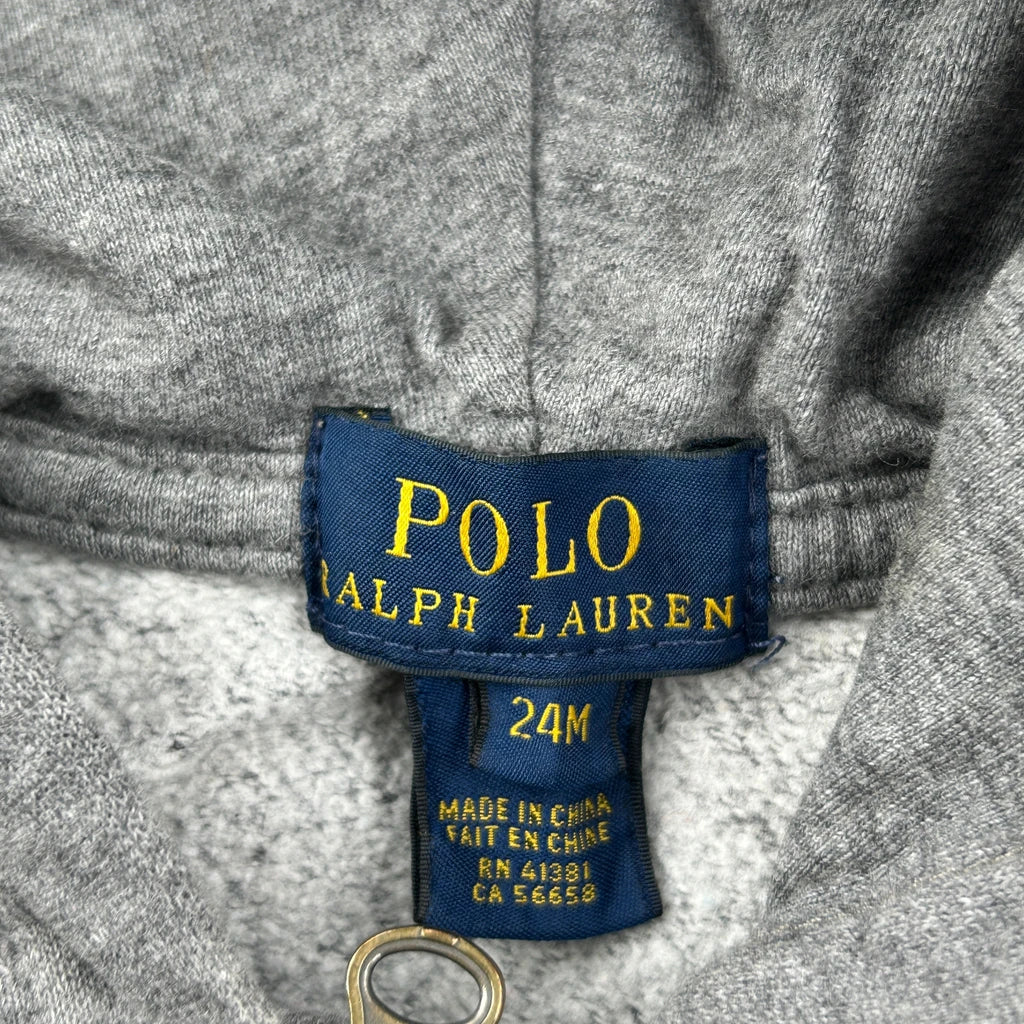 POLO
RALPH LAUREN
24M
MADE IN CHINA
FAIT EN CHINE
RN 41381
CA 56658